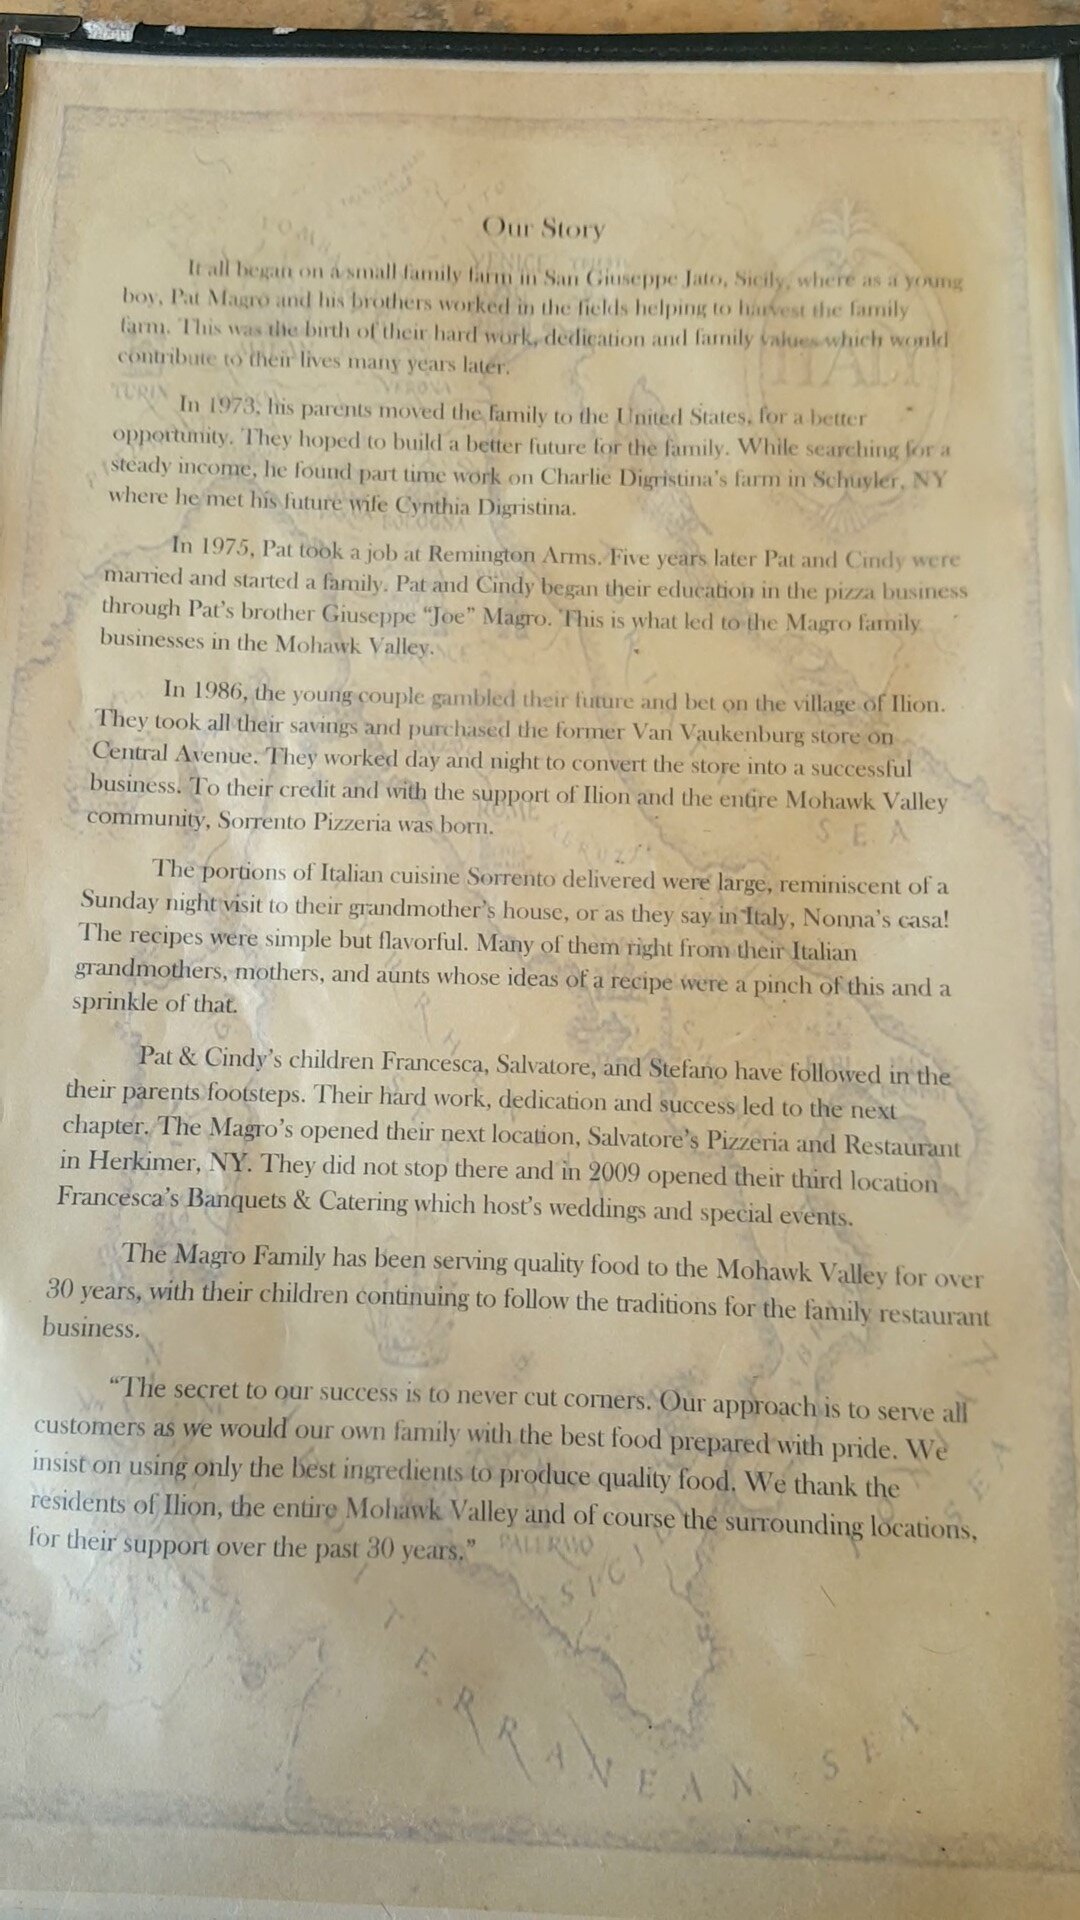 Our Story
It all began on a small family farm in San Giuseppe Jato, Sicily, where as a young
boy, Pat Magro and his brothers worked in the fields helping to harvest the family
farm. This was the birth of their hard work, dedication and family values which would
contribute to their lives many years later.
In 1973, his parents moved the family to the United States, for a better
opportunity. They hoped to build a better future for the family. While searching for a
steady income, he found part time work on Charlie Digristina's farm in Schuyler, NY
where he met his future wife Cynthia Digristina.
In 1975, Pat took a job at Remington Arms. Five years later Pat and Cindy were
married and started a family. Pat and Cindy began their education in the pizza business
through Pat's brother Giuseppe “Joe” Magro. This is what led to the Magro family
businesses in the Mohawk Valley.
In 1986, the young couple gambled their future and bet on the village of Ilion.
They took all their savings and purchased the former Van Vaukenburg store on
Central Avenue. They worked day and night to convert the store into a successful
business. To their credit and with the support of Ilion and the entire Mohawk Valley
community, Sorrento Pizzeria was born.
The portions of Italian cuisine Sorrento delivered were large, reminiscent of a
Sunday night visit to their grandmother's house, or as they say in Italy, Nonna's casa!
The recipes were simple but flavorful. Many of them right from their Italian
grandmothers, mothers, and aunts whose ideas of a recipe were a pinch of this and a
sprinkle of that.
Pat & Cindy's children Francesca, Salvatore, and Stefano have followed in the
their parents footsteps. Their hard work, dedication and success led to the next
chapter. The Magro's opened their next location, Salvatore's Pizzeria and Restaurant
in Herkimer, NY. They did not stop there and in 2009 opened their third location
Francesca's Banquets & Catering which host's weddings and special events.
The Magro Family has been serving quality food to the Mohawk Valley for over
30 years, with their children continuing to follow the traditions for the family restaurant
business.
“The secret to our success is to never cut corners. Our approach is to serve all
customers as we would our own family with the best food prepared with pride. We
insist on using only the best ingredients to produce quality food. We thank the
residents of Ilion, the entire Mohawk Valley and of course the surrounding locations,
for their support over the past 30 years.”
VENICE
ITALY
TURIN
VERONA
BOLOGNA
ROME
SEA
PALERMO
SICI
TERRANEAN SEA